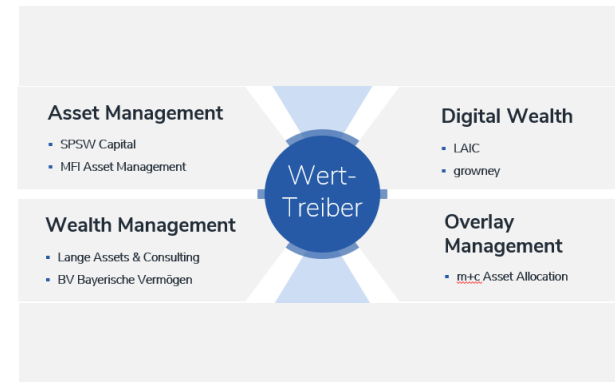 Asset Management
SPSW Capital
MFI Asset Management
Digital Wealth
LAIC
growney
Wert-
Treiber
Wealth Management
Lange Assets & Consulting
BV Bayerische Vermögen
Overlay
Management
m+c Asset Allocation